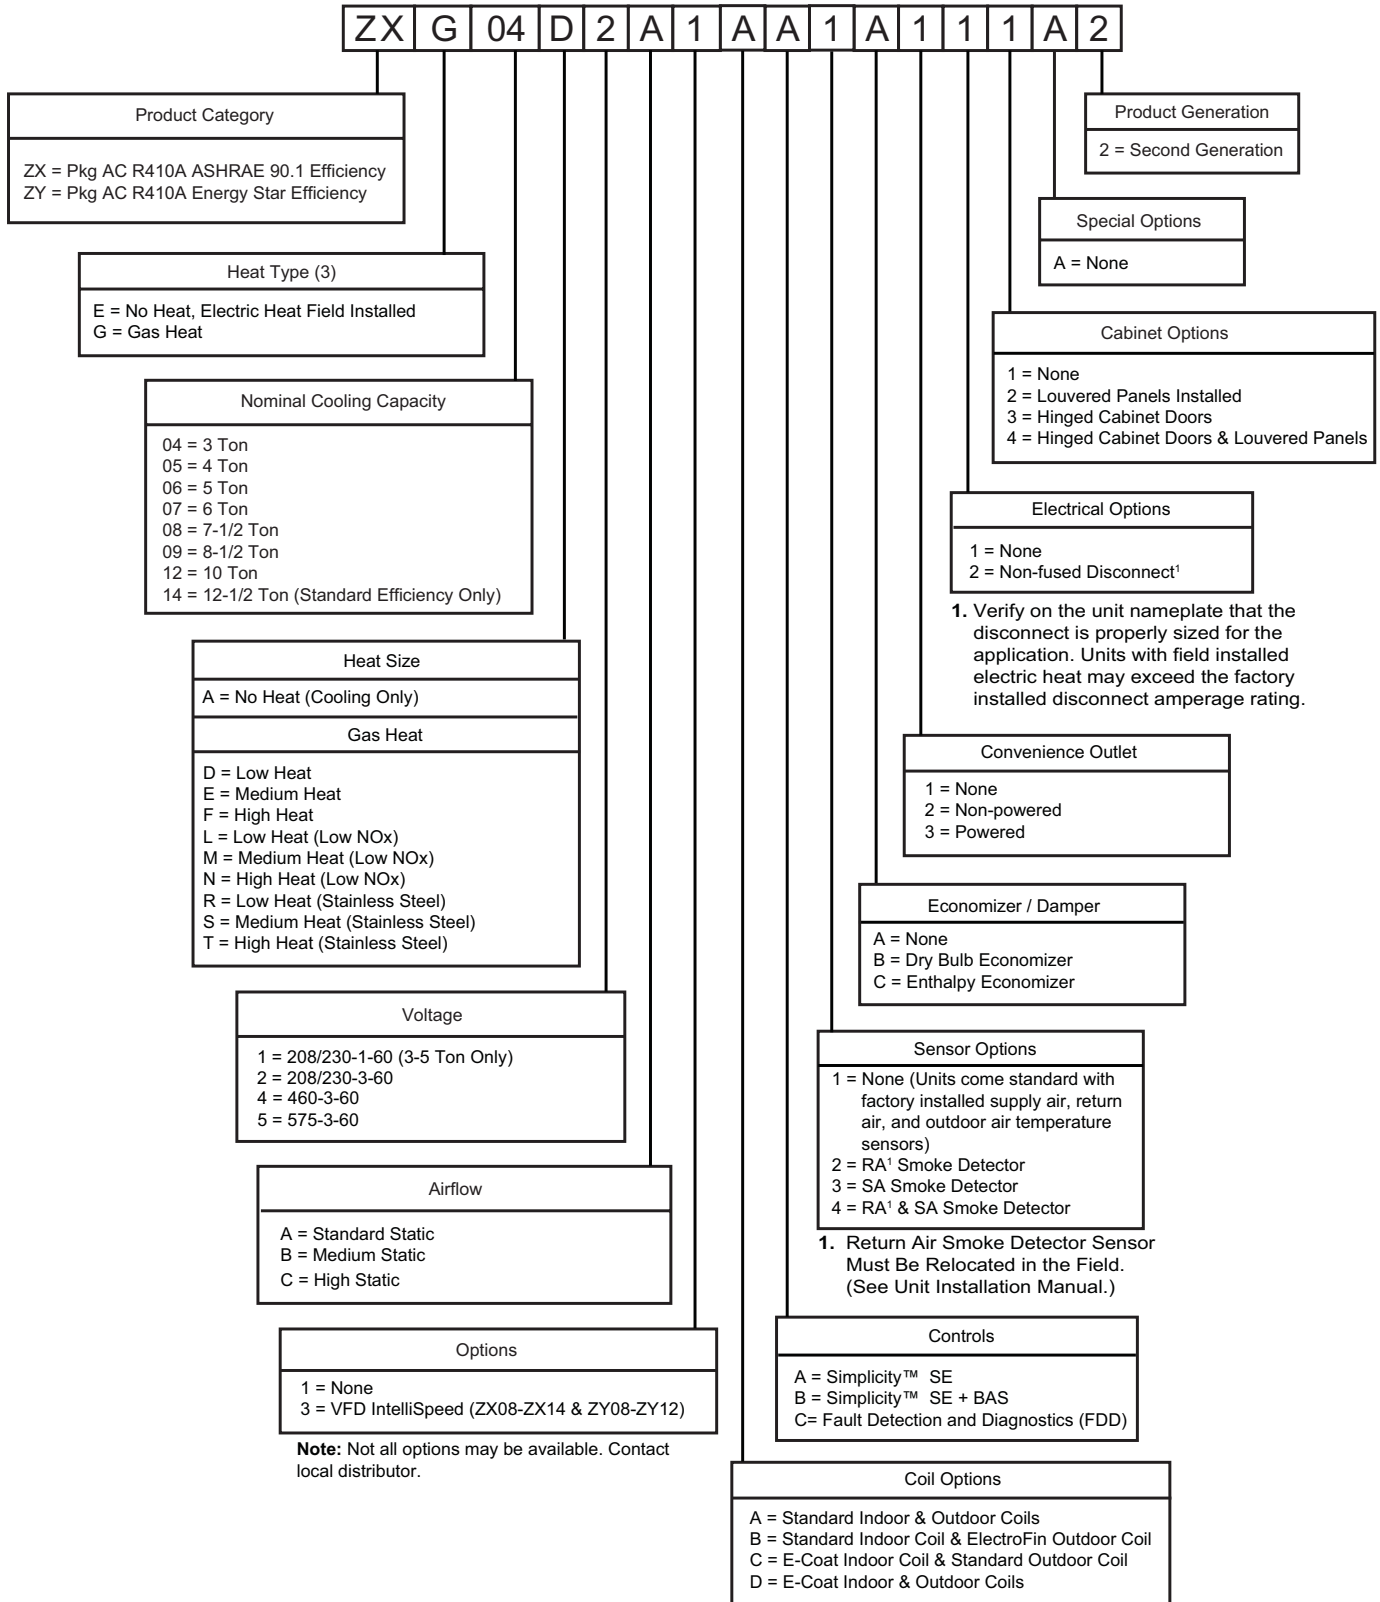 ZX G 04 D 2 A 1 A A 1 A 1 1 1 A 2
Product Category
ZX = Pkg AC R410A ASHRAE 90.1 Efficiency
ZY = Pkg AC R410A Energy Star Efficiency
Heat Type (3)
E = No Heat, Electric Heat Field Installed
G = Gas Heat
Nominal Cooling Capacity
04 = 3 Ton
05 = 4 Ton
06 = 5 Ton
07 = 6 Ton
08 = 7-1/2 Ton
09 = 8-1/2 Ton
12 = 10 Ton
14 = 12-1/2 Ton (Standard Efficiency Only)
Heat Size
A = No Heat (Cooling Only)
Gas Heat
D = Low Heat
E = Medium Heat
F = High Heat
L = Low Heat (Low NOx)
M = Medium Heat (Low NOx)
N = High Heat (Low NOx)
R = Low Heat (Stainless Steel)
S = Medium Heat (Stainless Steel)
T = High Heat (Stainless Steel)
Voltage
1 = 208/230-1-60 (3-5 Ton Only)
2 = 208/230-3-60
4 = 460-3-60
5 = 575-3-60
Airflow
A = Standard Static
B = Medium Static
C = High Static
Options
1 = None
3 = VFD IntelliSpeed (ZX08-ZX14 & ZY08-ZY12)
Note: Not all options may be available. Contact
local distributor.
Product Generation
2 = Second Generation
Special Options
A = None
Cabinet Options
1 = None
2 = Louvered Panels Installed
3 = Hinged Cabinet Doors
4 = Hinged Cabinet Doors & Louvered Panels
Electrical Options
1 = None
2 = Non-fused Disconnect¹
1. Verify on the unit nameplate that the
disconnect is properly sized for the
application. Units with field installed
electric heat may exceed the factory
installed disconnect amperage rating.
Convenience Outlet
1 = None
2 = Non-powered
3 = Powered
Economizer / Damper
A = None
B = Dry Bulb Economizer
C = Enthalpy Economizer
Sensor Options
1 = None (Units come standard with
factory installed supply air, return
air, and outdoor air temperature
sensors)
2 = RA¹ Smoke Detector
3 = SA Smoke Detector
4 = RA¹ & SA Smoke Detector
1. Return Air Smoke Detector Sensor
Must Be Relocated in the Field.
(See Unit Installation Manual.)
Controls
A = Simplicity™ SE
B = Simplicity™ SE + BAS
C= Fault Detection and Diagnostics (FDD)
Coil Options
A = Standard Indoor & Outdoor Coils
B = Standard Indoor Coil & ElectroFin Outdoor Coil
C = E-Coat Indoor Coil & Standard Outdoor Coil
D = E-Coat Indoor & Outdoor Coils